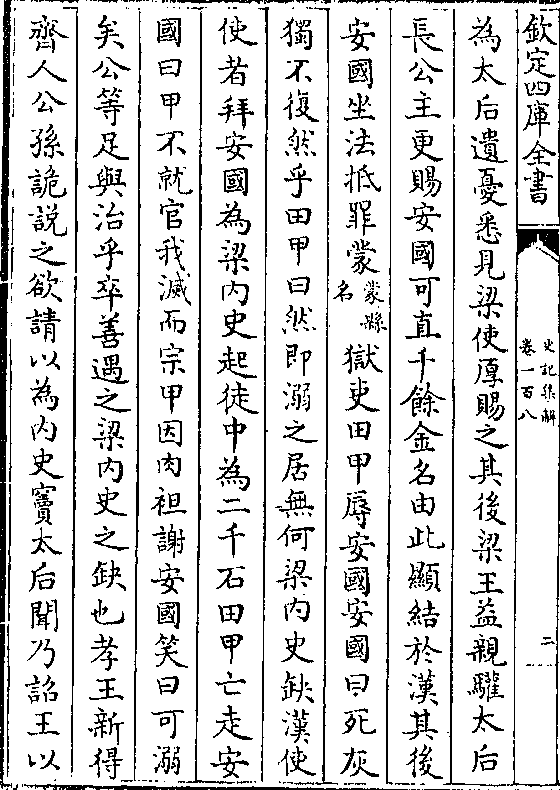 欽定四庫全書
史記集解
卷一百八
二
為太后遺憂悉見梁使厚賜之其後梁王益親驩太后
長公主更賜安國可直千餘金名由此顯結於漢其後
安國坐法抵罪蒙蒙縣名獄吏田甲辱安國安國曰死灰
獨不復然乎田甲曰然即溺之居無何梁內史缺漢使
使者拜安國為梁內史起徒中為二千石田甲亡走安
國曰甲不就官我滅而宗甲因肉袒謝安國笑曰可溺
矣公等足與治乎卒善遇之梁內史之缺也孝王新得
齊人公孫詭說之欲請以為內史竇太后聞乃詔王以